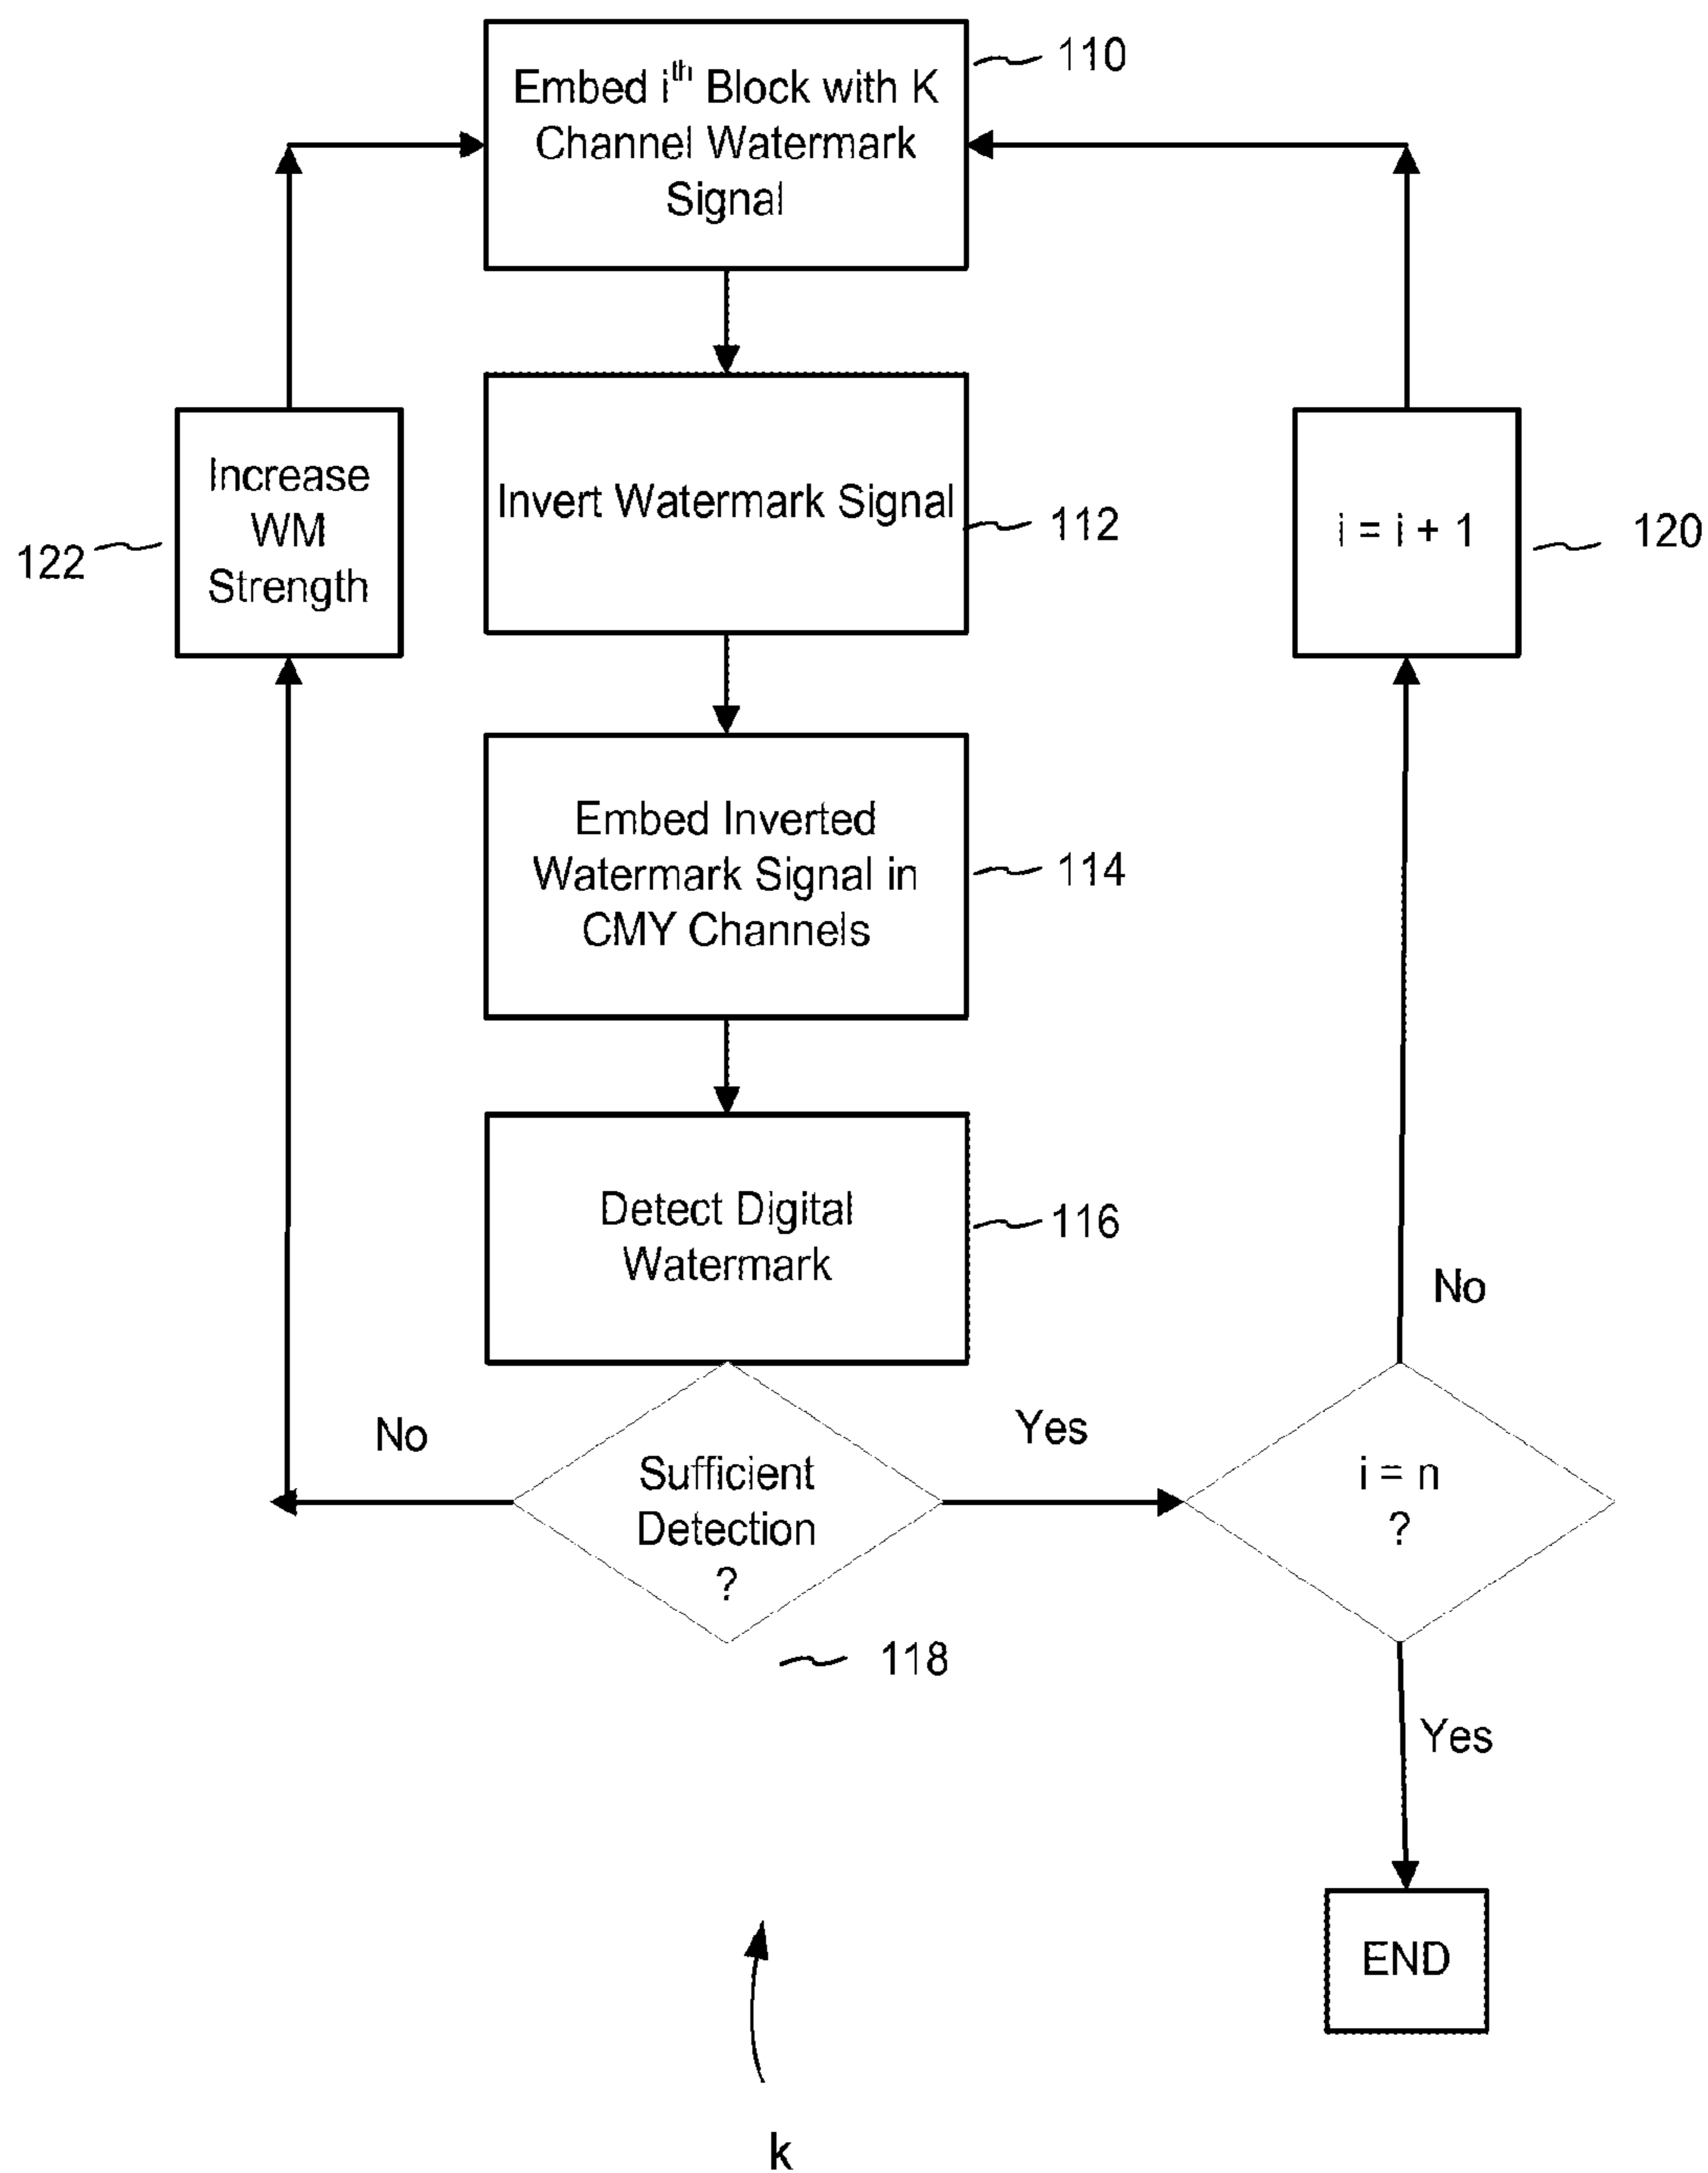 Embed ith Block with K
Channel Watermark
Signal
110
Increase
WM
Strength
122
Invert Watermark Signal
112
i = i + 1
120
Embed Inverted
Watermark Signal in
CMY Channels
114
Detect Digital
Watermark
116
No
Sufficient
Detection
?
Yes
118
i = n
?
No
Yes
END
k